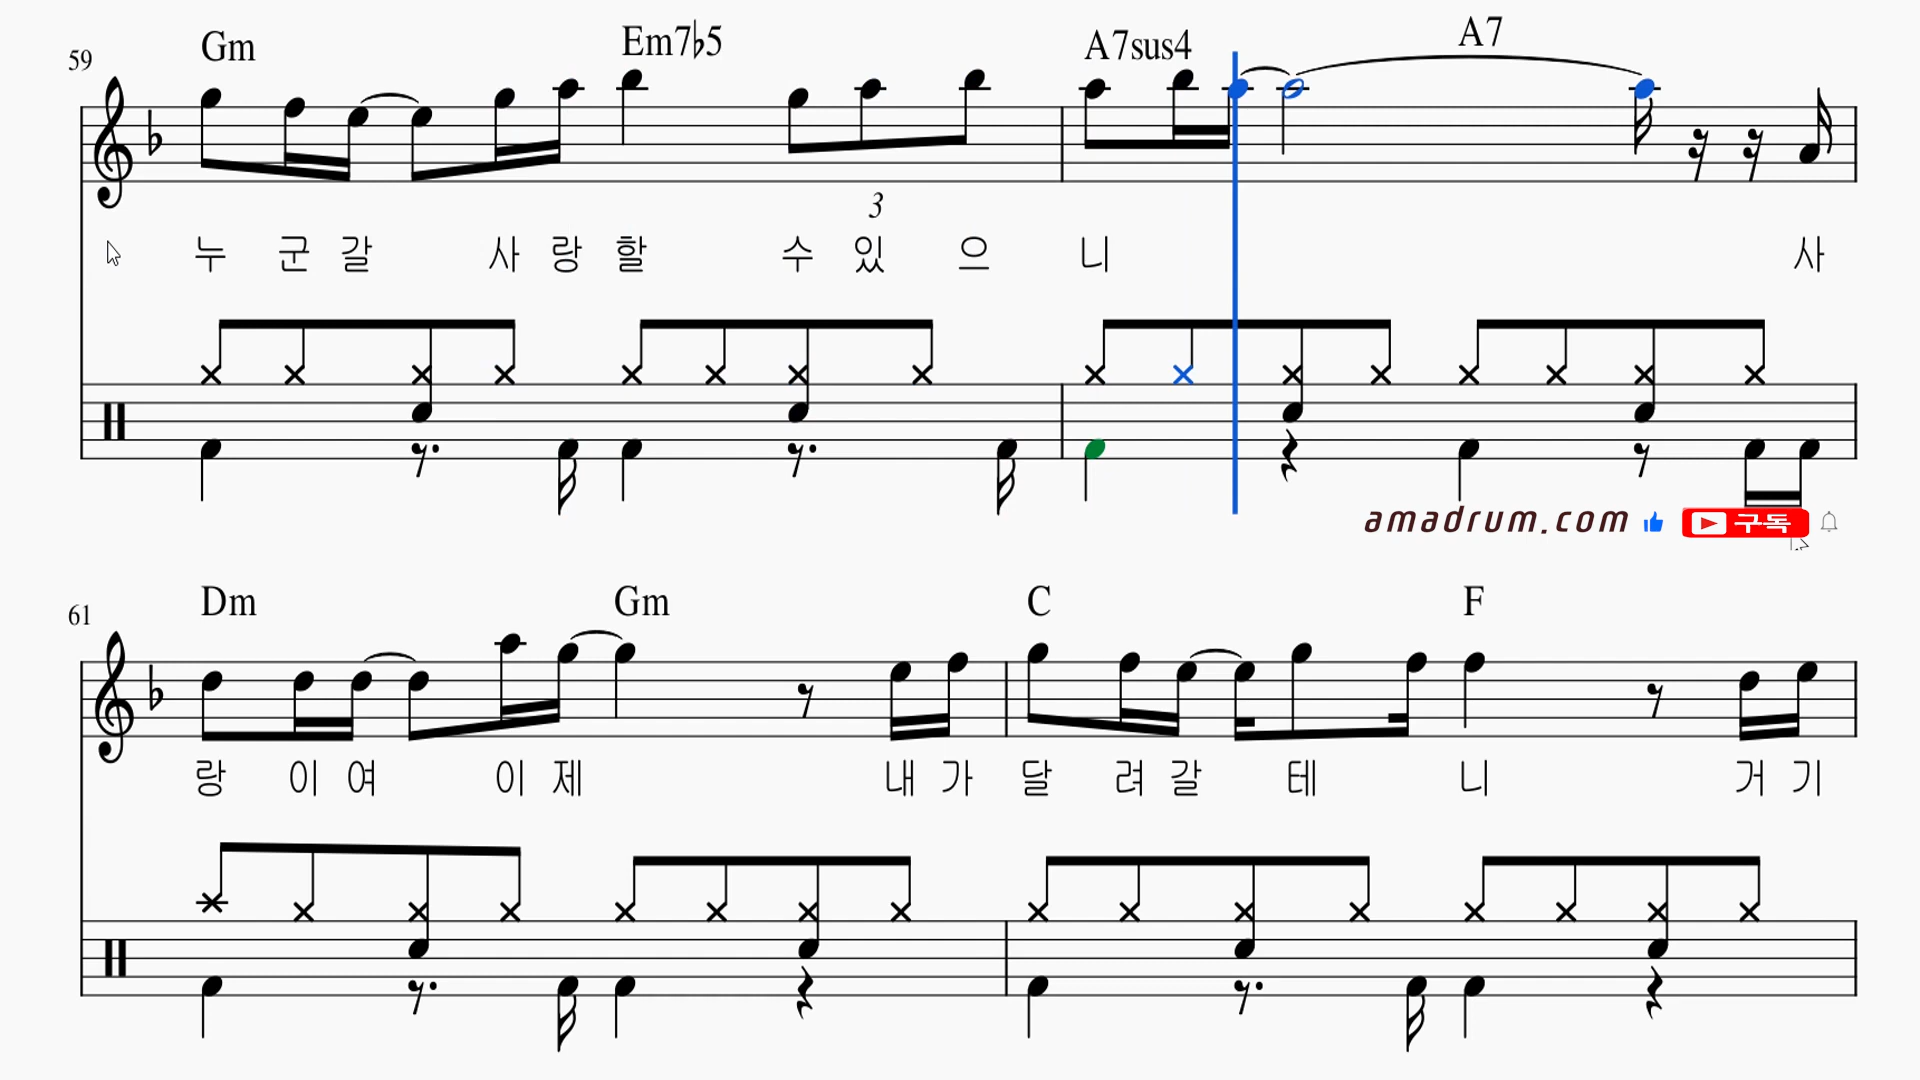 59 Gm Em7♭5 A7sus4 A7
3
누 군 갈 사 랑 할 수 있 으 니 사
amadrum.com 구독
61 Dm Gm C F
랑 이 여 이 제 내 가 달 려 갈 테 니 거 기